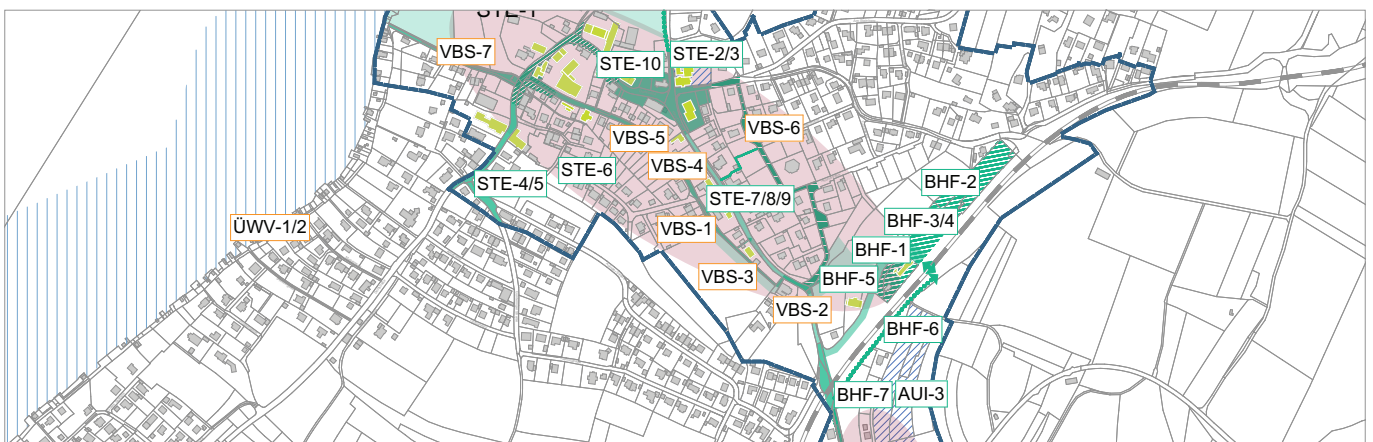 STE-1
VBS-7
STE-2/3
STE-10
VBS-5
VBS-6
VBS-4
STE-6
STE-4/5
BHF-2
STE-7/8/9
BHF-3/4
ÜWV-1/2
VBS-1
BHF-1
VBS-3
BHF-5
VBS-2
BHF-6
BHF-7
AUI-3